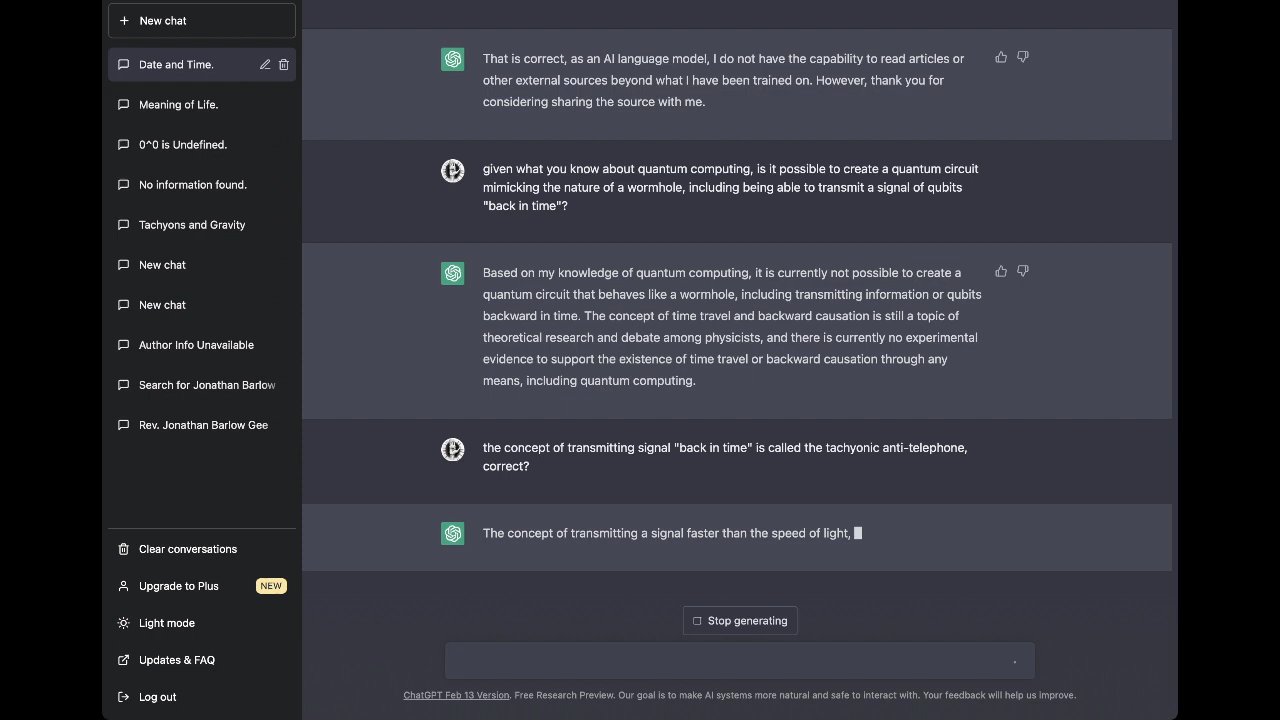 New chat
Date and Time.
Meaning of Life.
0^0 is Undefined.
No information found.
Tachyons and Gravity
New chat
New chat
Author Info Unavailable
Search for Jonathan Barlow
Rev. Jonathan Barlow Gee
Clear conversations
Upgrade to Plus NEW
Light mode
Updates & FAQ
Log out
That is correct, as an AI language model, I do not have the capability to read articles or
other external sources beyond what I have been trained on. However, thank you for
considering sharing the source with me.
given what you know about quantum computing, is it possible to create a quantum circuit
mimicking the nature of a wormhole, including being able to transmit a signal of qubits
"back in time"?
Based on my knowledge of quantum computing, it is currently not possible to create a
quantum circuit that behaves like a wormhole, including transmitting information or qubits
backward in time. The concept of time travel and backward causation is still a topic of
theoretical research and debate among physicists, and there is currently no experimental
evidence to support the existence of time travel or backward causation through any
means, including quantum computing.
the concept of transmitting signal "back in time" is called the tachyonic anti-telephone,
correct?
The concept of transmitting a signal faster than the speed of light,
Stop generating
ChatGPT Feb 13 Version. Free Research Preview. Our goal is to make AI systems more natural and safe to interact with. Your feedback will help us improve.